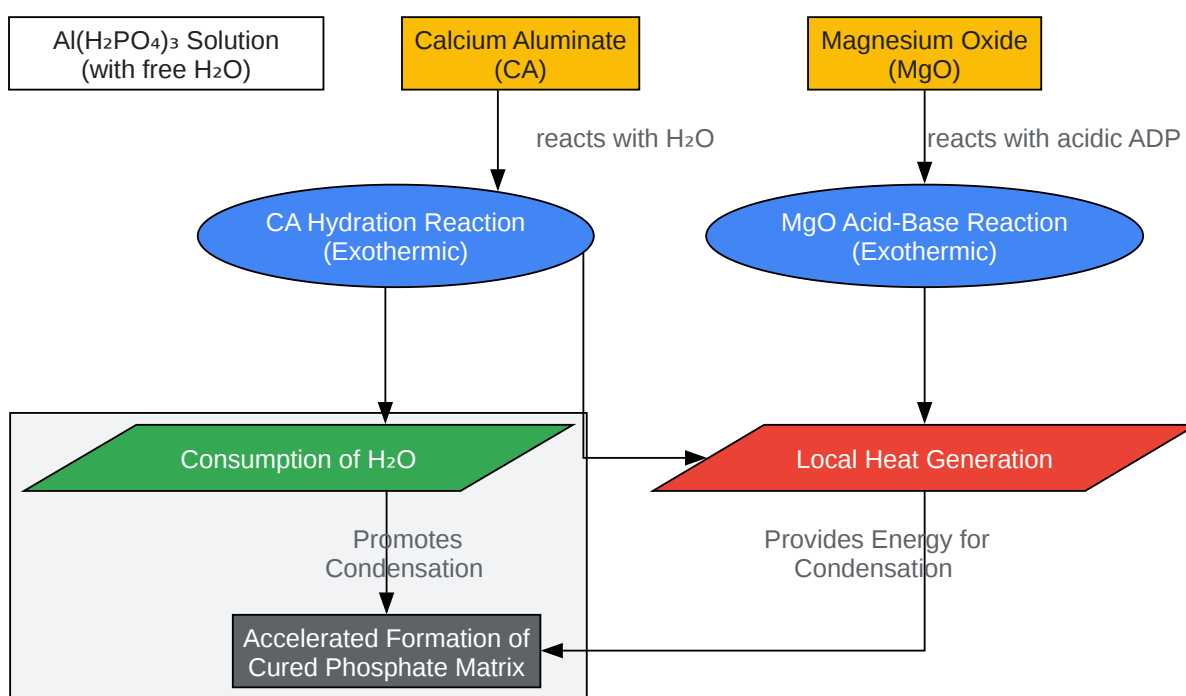 Al(H₂PO₄)₃ Solution
(with free H₂O)
Calcium Aluminate
(CA)
Magnesium Oxide
(MgO)
reacts with H₂O
reacts with acidic ADP
CA Hydration Reaction
(Exothermic)
MgO Acid-Base Reaction
(Exothermic)
Consumption of H₂O
Local Heat Generation
Promotes
Condensation
Provides Energy for
Condensation
Accelerated Formation of
Cured Phosphate Matrix